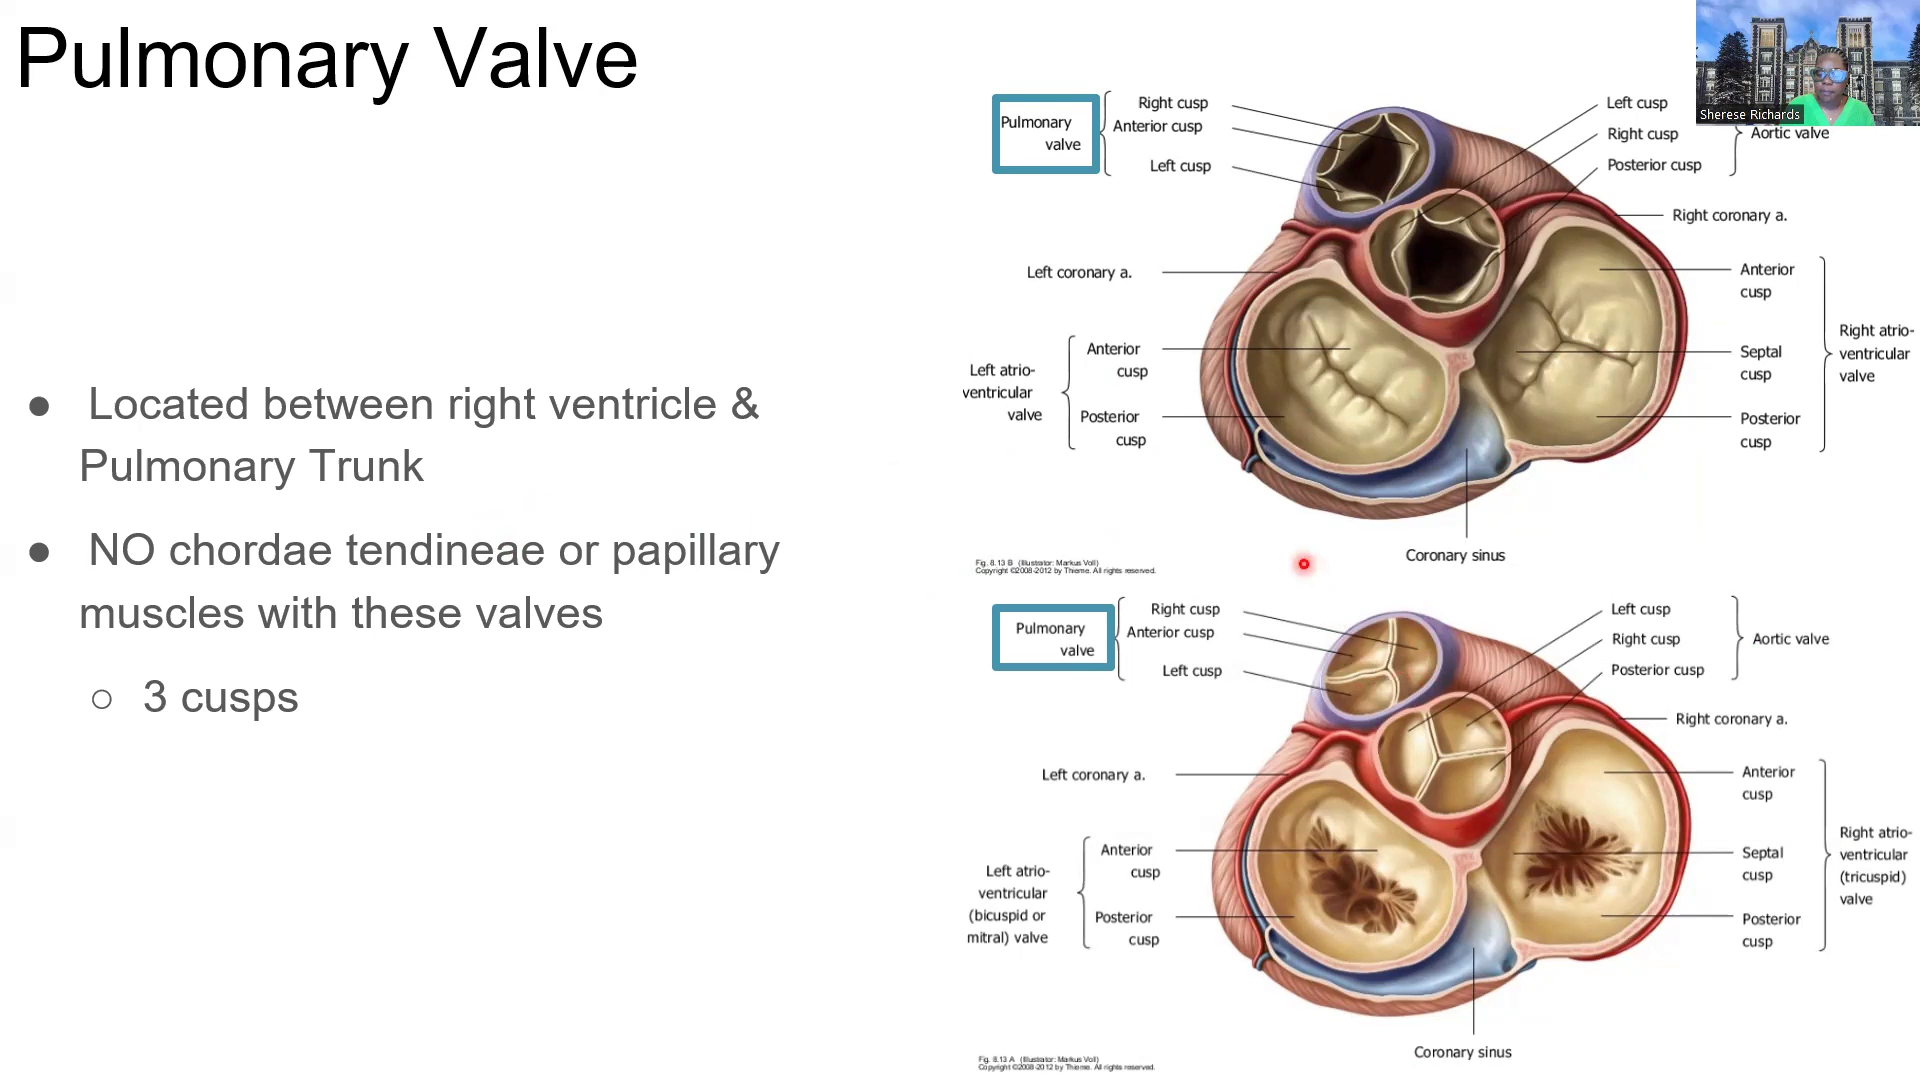 Pulmonary Valve
● Located between right ventricle &
Pulmonary Trunk
● NO chordae tendineae or papillary
muscles with these valves
○ 3 cusps
Sherese Richards
Pulmonary
valve
Right cusp
Anterior cusp
Left cusp
Left cusp
Right cusp
Posterior cusp
Aortic valve
Right coronary a.
Left coronary a.
Anterior
cusp
Septal
cusp
Posterior
cusp
Right atrio-
ventricular
valve
Left atrio-
ventricular
valve
Anterior
cusp
Posterior
cusp
Coronary sinus
Fig. 8.13 B (Illustrator: Markus Voll)
Copyright ©2008-2012 by Thieme. All rights reserved.
Pulmonary
valve
Right cusp
Anterior cusp
Left cusp
Left cusp
Right cusp
Posterior cusp
Aortic valve
Right coronary a.
Left coronary a.
Anterior
cusp
Septal
cusp
Posterior
cusp
Right atrio-
ventricular
(tricuspid)
valve
Left atrio-
ventricular
(bicuspid or
mitral) valve
Anterior
cusp
Posterior
cusp
Coronary sinus
Fig. 8.13 A (Illustrator: Markus Voll)
Copyright ©2008-2012 by Thieme. All rights reserved.